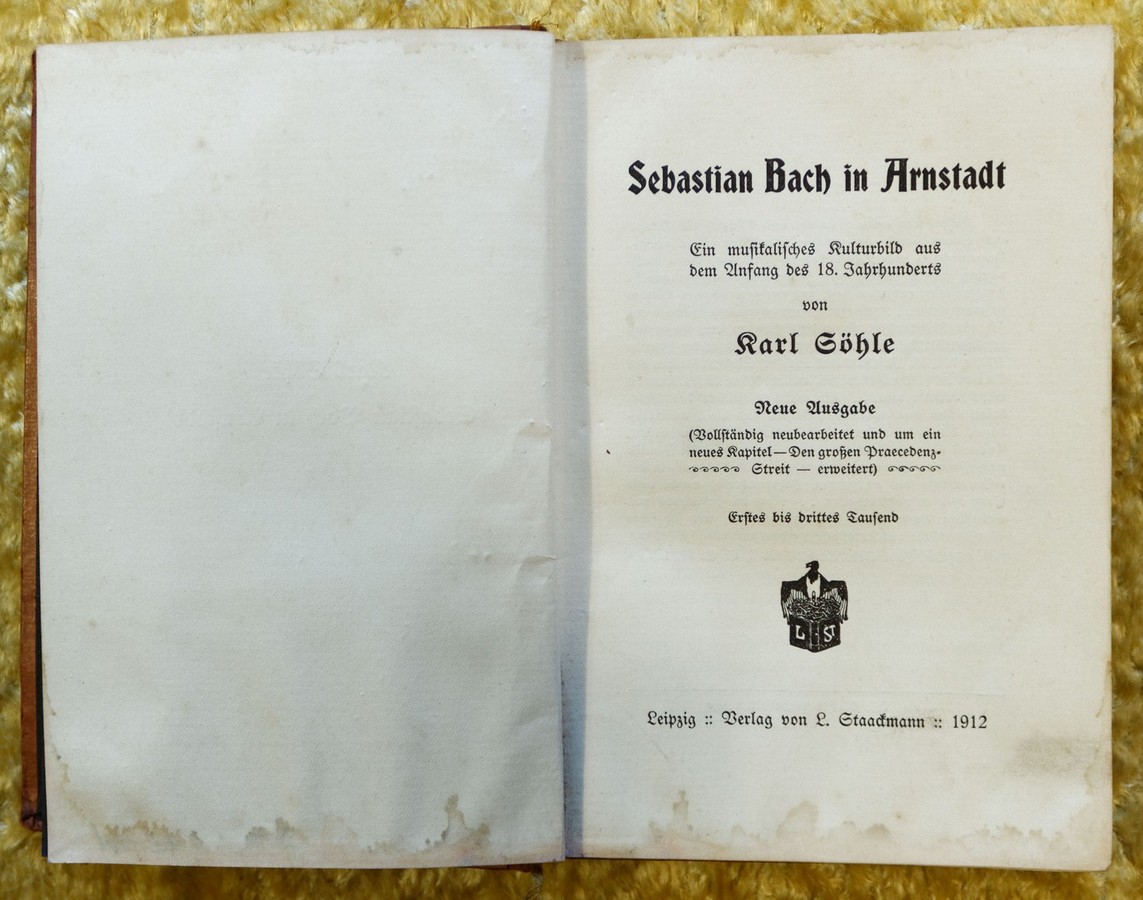 Sebastian Bach in Arnstadt
Ein musikalisches Kulturbild aus
dem Anfang des 18. Jahrhunderts
von
Karl Söhle
Neue Ausgabe
(Vollständig neubearbeitet und um ein
neues Kapitel — Den großen Praecedenz-
Streit — erweitert)
Erstes bis drittes Tausend
L ST
Leipzig :: Verlag von L. Staackmann :: 1912